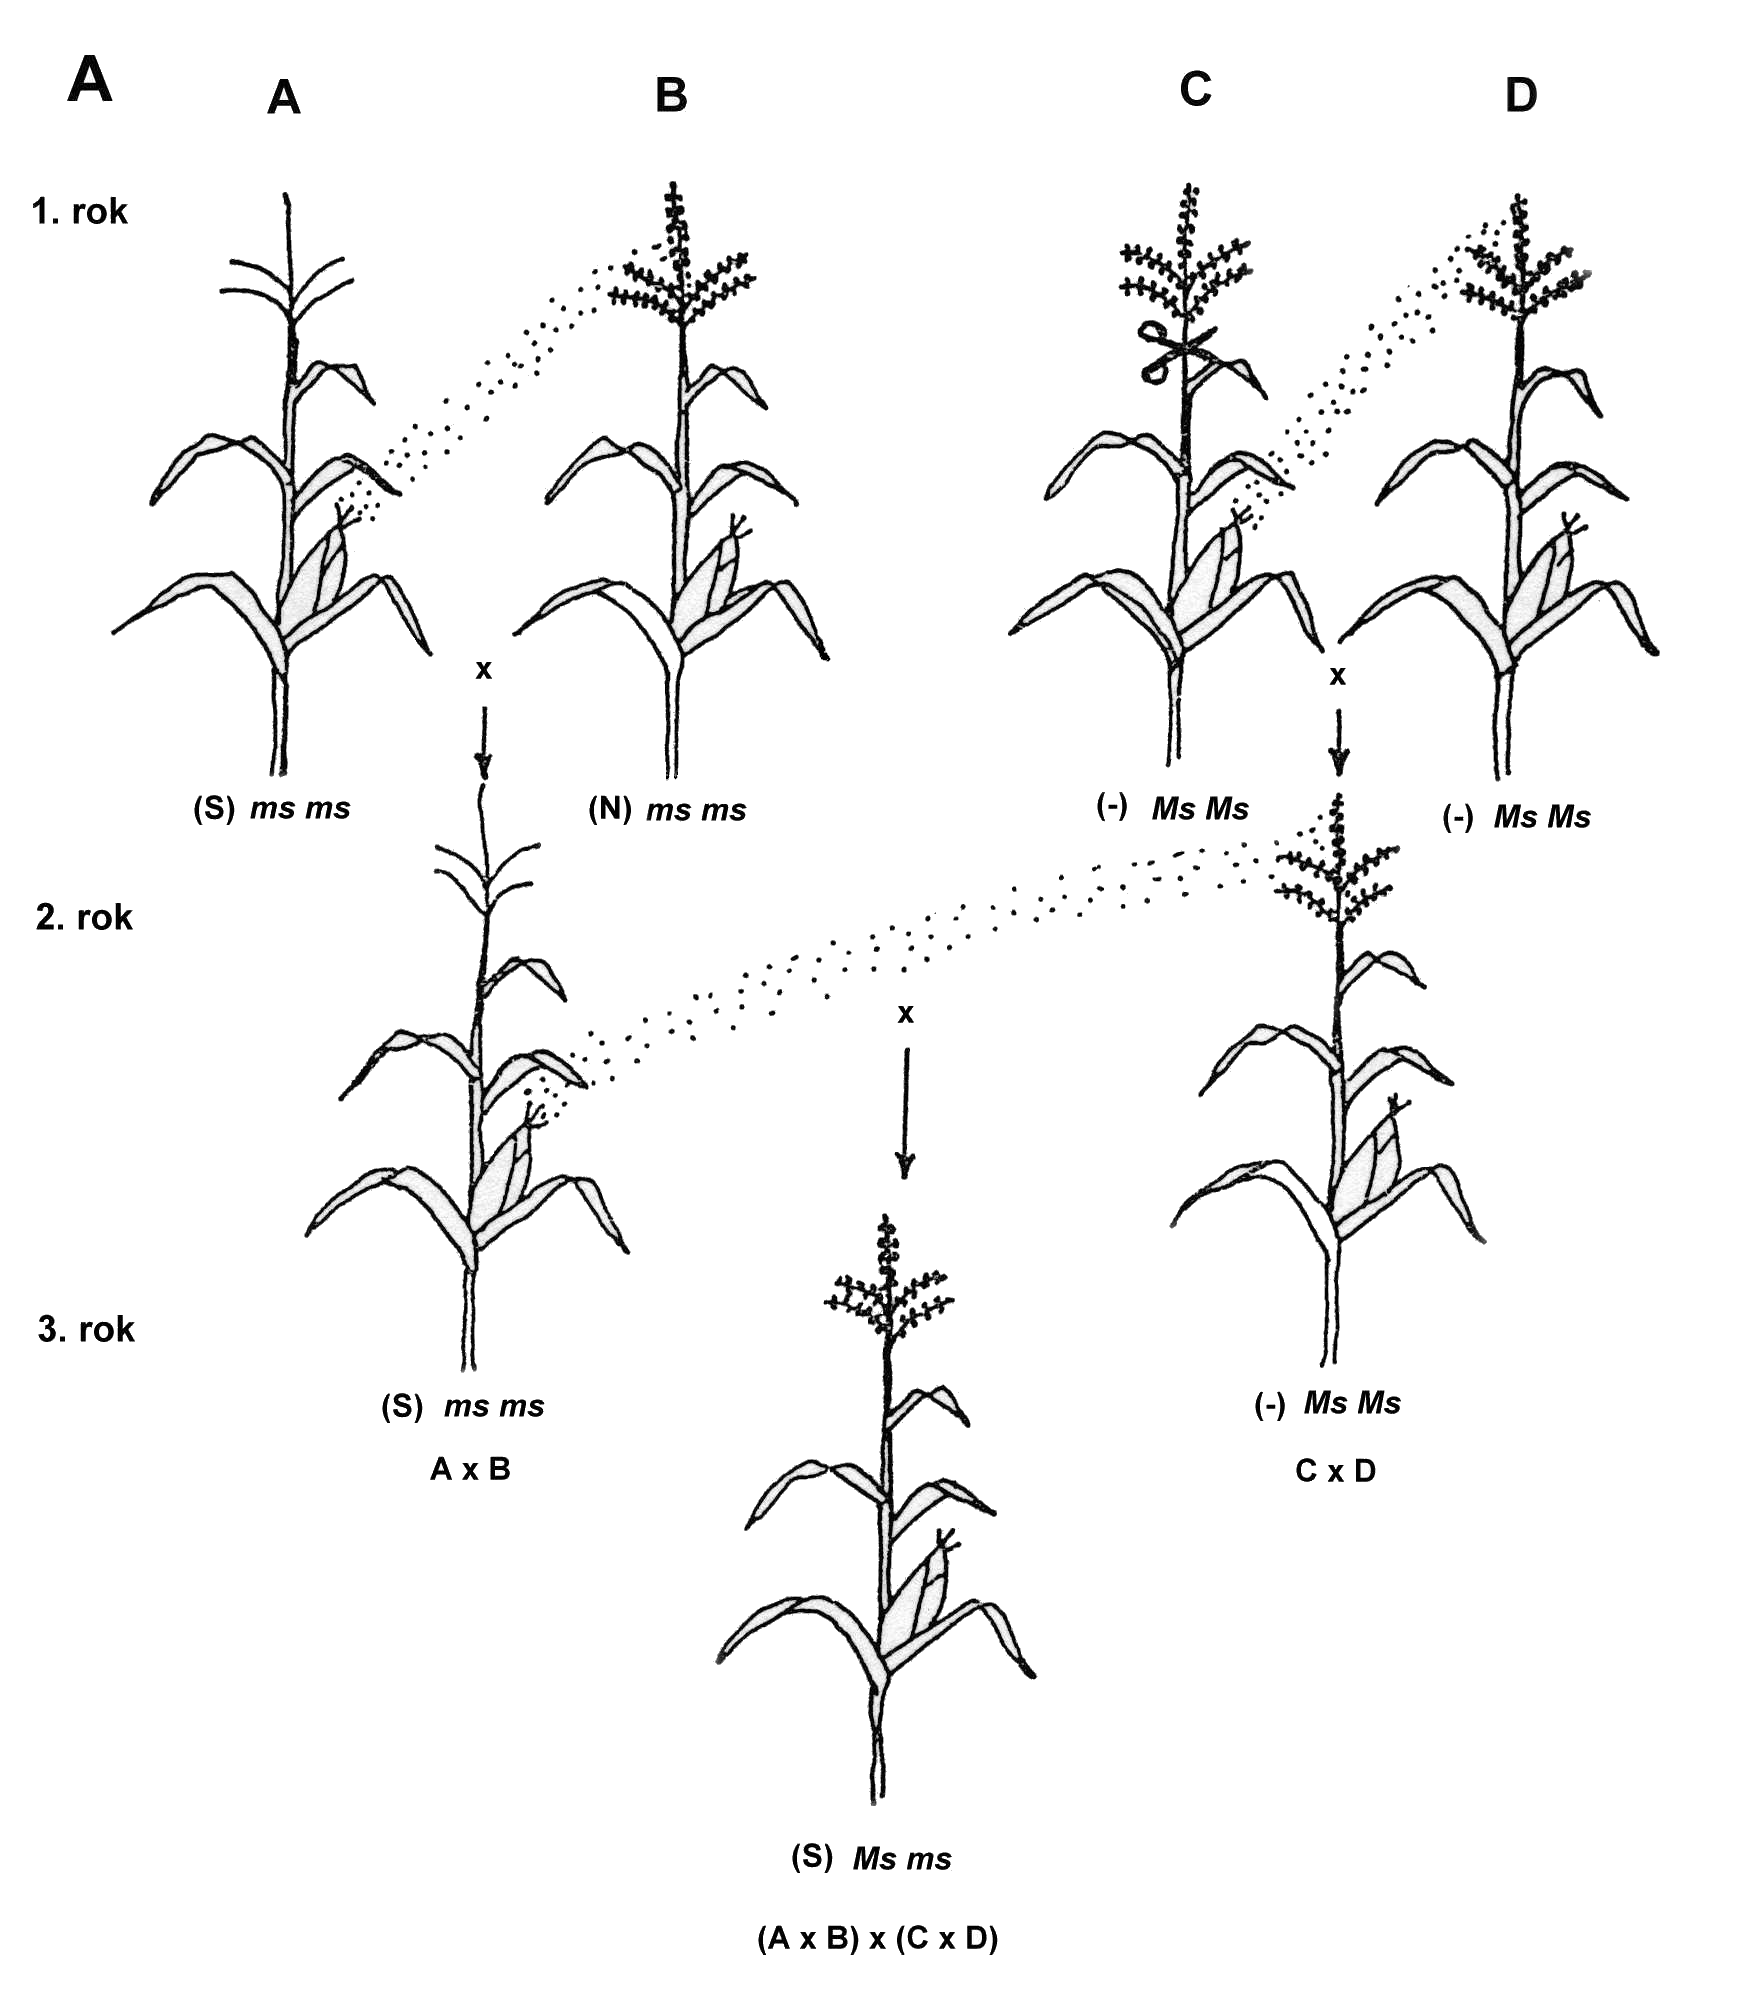 A
A B C D
1. rok
x x
(S) ms ms (N) ms ms (-) Ms Ms (-) Ms Ms
2. rok
x
3. rok
(S) ms ms (-) Ms Ms
A x B C x D
(S) Ms ms
(A x B) x (C x D)